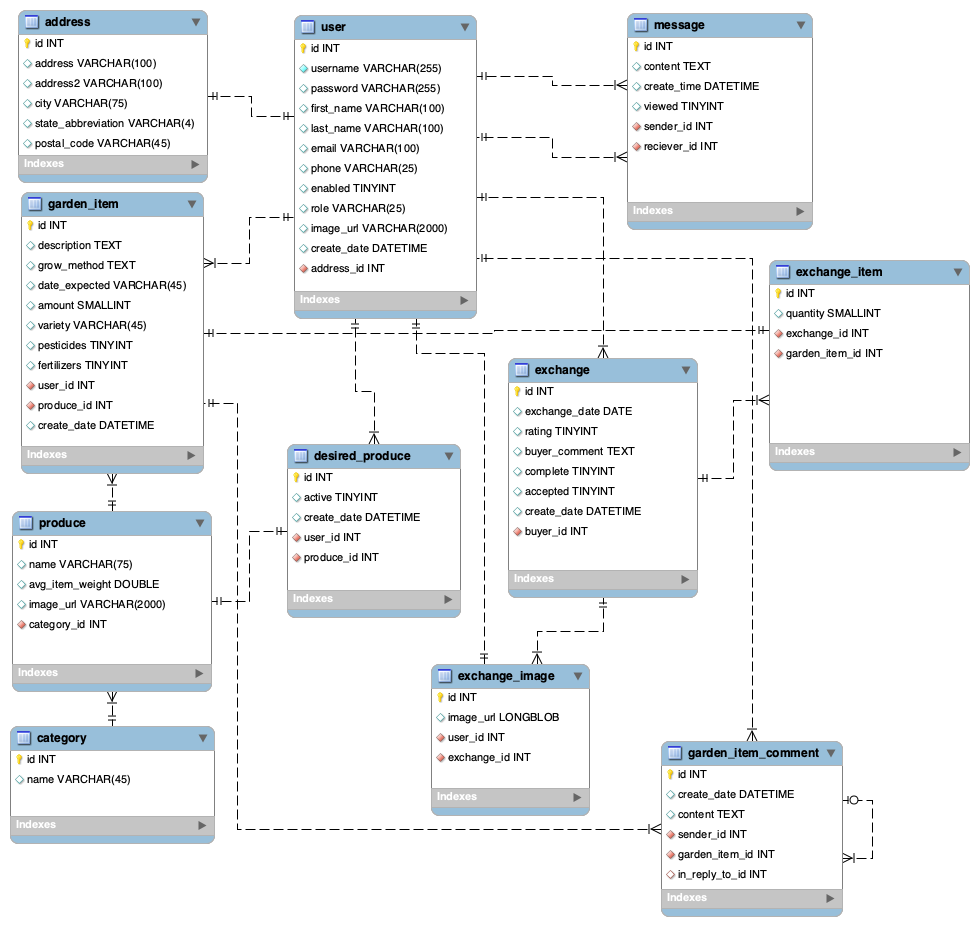 address
id INT
address VARCHAR(100)
address2 VARCHAR(100)
city VARCHAR(75)
state_abbreviation VARCHAR(4)
postal_code VARCHAR(45)
Indexes
user
id INT
username VARCHAR(255)
password VARCHAR(255)
first_name VARCHAR(100)
last_name VARCHAR(100)
email VARCHAR(100)
phone VARCHAR(25)
enabled TINYINT
role VARCHAR(25)
image_url VARCHAR(2000)
create_date DATETIME
address_id INT
Indexes
message
id INT
content TEXT
create_time DATETIME
viewed TINYINT
sender_id INT
reciever_id INT
Indexes
garden_item
id INT
description TEXT
grow_method TEXT
date_expected VARCHAR(45)
amount SMALLINT
variety VARCHAR(45)
pesticides TINYINT
fertilizers TINYINT
user_id INT
produce_id INT
create_date DATETIME
Indexes
exchange_item
id INT
quantity SMALLINT
exchange_id INT
garden_item_id INT
Indexes
exchange
id INT
exchange_date DATE
rating TINYINT
buyer_comment TEXT
complete TINYINT
accepted TINYINT
create_date DATETIME
buyer_id INT
Indexes
desired_produce
id INT
active TINYINT
create_date DATETIME
user_id INT
produce_id INT
Indexes
produce
id INT
name VARCHAR(75)
avg_item_weight DOUBLE
image_url VARCHAR(2000)
category_id INT
Indexes
exchange_image
id INT
image_url LONGBLOB
user_id INT
exchange_id INT
Indexes
category
id INT
name VARCHAR(45)
Indexes
garden_item_comment
id INT
create_date DATETIME
content TEXT
sender_id INT
garden_item_id INT
in_reply_to_id INT
Indexes